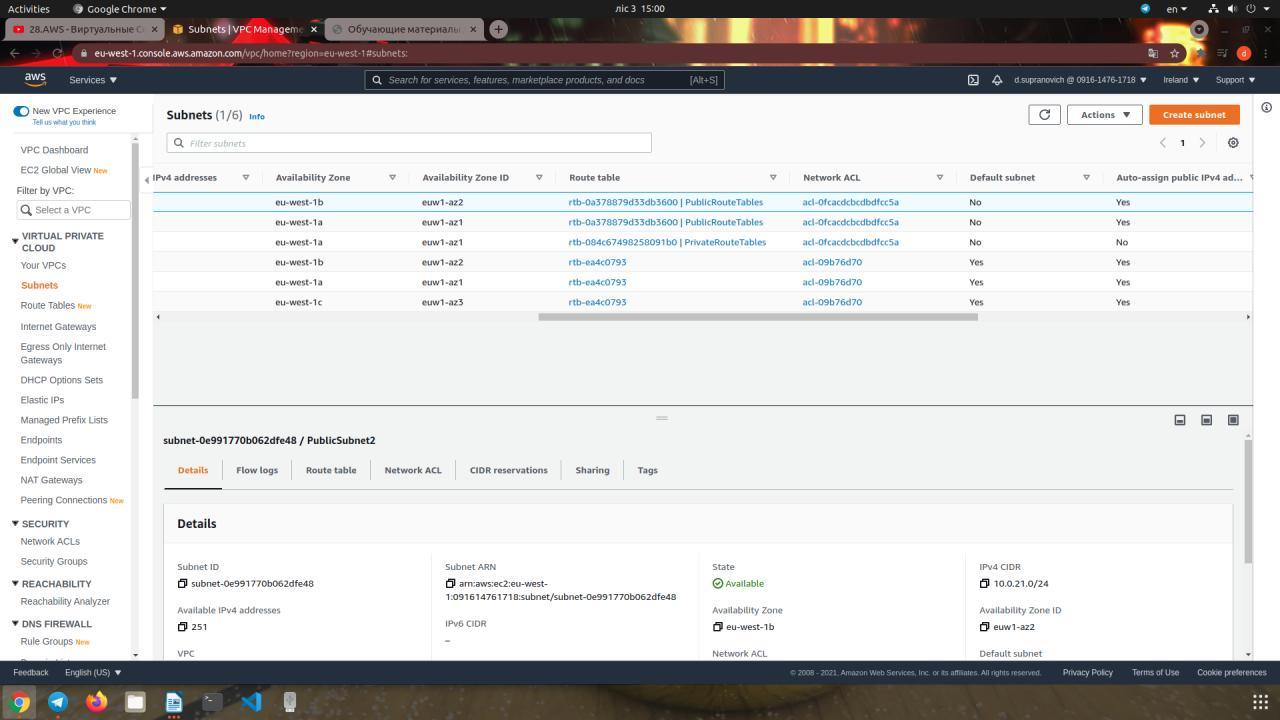 Activities
Google Chrome
ліс 3 15:00
en
28.AWS - Виртуальные С
Subnets | VPC Manageme
Обучающие материалы
eu-west-1.console.aws.amazon.com/vpc/home?region=eu-west-1#subnets:
d
aws
Services
Search for services, features, marketplace products, and docs
[Alt+S]
d.supranovich @ 0916-1476-1718
Ireland
Support
New VPC Experience
Tell us what you think
VPC Dashboard
EC2 Global View New
Filter by VPC:
Select a VPC
VIRTUAL PRIVATE
CLOUD
Your VPCs
Subnets
Route Tables New
Internet Gateways
Egress Only Internet
Gateways
DHCP Options Sets
Elastic IPs
Managed Prefix Lists
Endpoints
Endpoint Services
NAT Gateways
Peering Connections New
SECURITY
Network ACLs
Security Groups
REACHABILITY
Reachability Analyzer
DNS FIREWALL
Rule Groups New
Subnets (1/6) Info
Actions
Create subnet
Filter subnets
1
IPv4 addresses Availability Zone Availability Zone ID Route table Network ACL Default subnet Auto-assign public IPv4 ad...
eu-west-1b euw1-az2 rtb-0a378879d33db3600 | PublicRouteTables acl-0fcacdcbcdbdfcc5a No Yes
eu-west-1a euw1-az1 rtb-0a378879d33db3600 | PublicRouteTables acl-0fcacdcbcdbdfcc5a No Yes
eu-west-1a euw1-az1 rtb-084c67498258091b0 | PrivateRouteTables acl-0fcacdcbcdbdfcc5a No No
eu-west-1b euw1-az2 rtb-ea4c0793 acl-09b76d70 Yes Yes
eu-west-1a euw1-az1 rtb-ea4c0793 acl-09b76d70 Yes Yes
eu-west-1c euw1-az3 rtb-ea4c0793 acl-09b76d70 Yes Yes
subnet-0e991770b062dfe48 / PublicSubnet2
Details Flow logs Route table Network ACL CIDR reservations Sharing Tags
Details
Subnet ID
subnet-0e991770b062dfe48
Available IPv4 addresses
251
VPC
Subnet ARN
arn:aws:ec2:eu-west-
1:091614761718:subnet/subnet-0e991770b062dfe48
IPv6 CIDR
–
State
Available
Availability Zone
eu-west-1b
Network ACL
IPv4 CIDR
10.0.21.0/24
Availability Zone ID
euw1-az2
Default subnet
Feedback
English (US)
© 2008 - 2021, Amazon Web Services, Inc. or its affiliates. All rights reserved.
Privacy Policy
Terms of Use
Cookie preferences